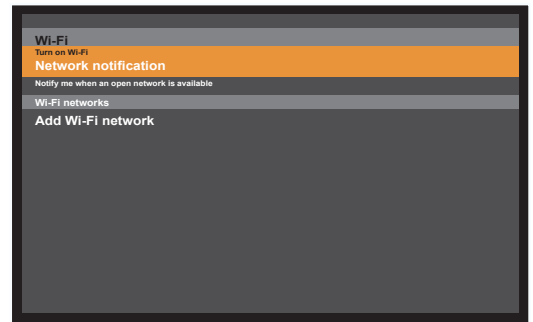 Wi-Fi
Turn on Wi-Fi
Network notification
Notify me when an open network is available
Wi-Fi networks
Add Wi-Fi network